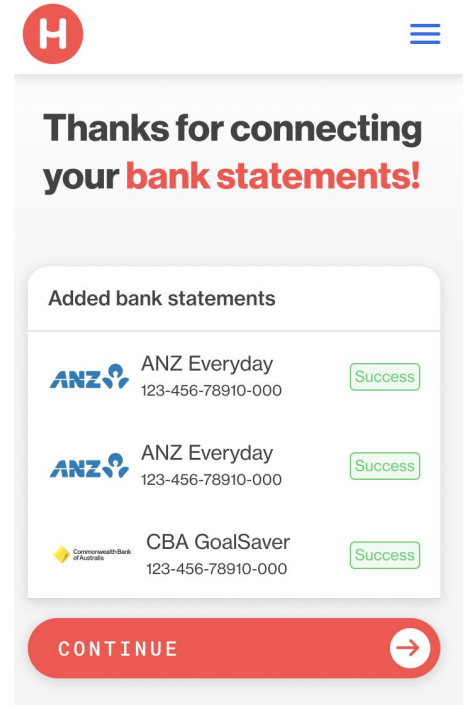 H
Thanks for connecting
your bank statements!
Added bank statements
ANZ ANZ Everyday Success
123-456-78910-000
ANZ ANZ Everyday Success
123-456-78910-000
CommonwealthBank
of Australia
CBA GoalSaver Success
123-456-78910-000
CONTINUE